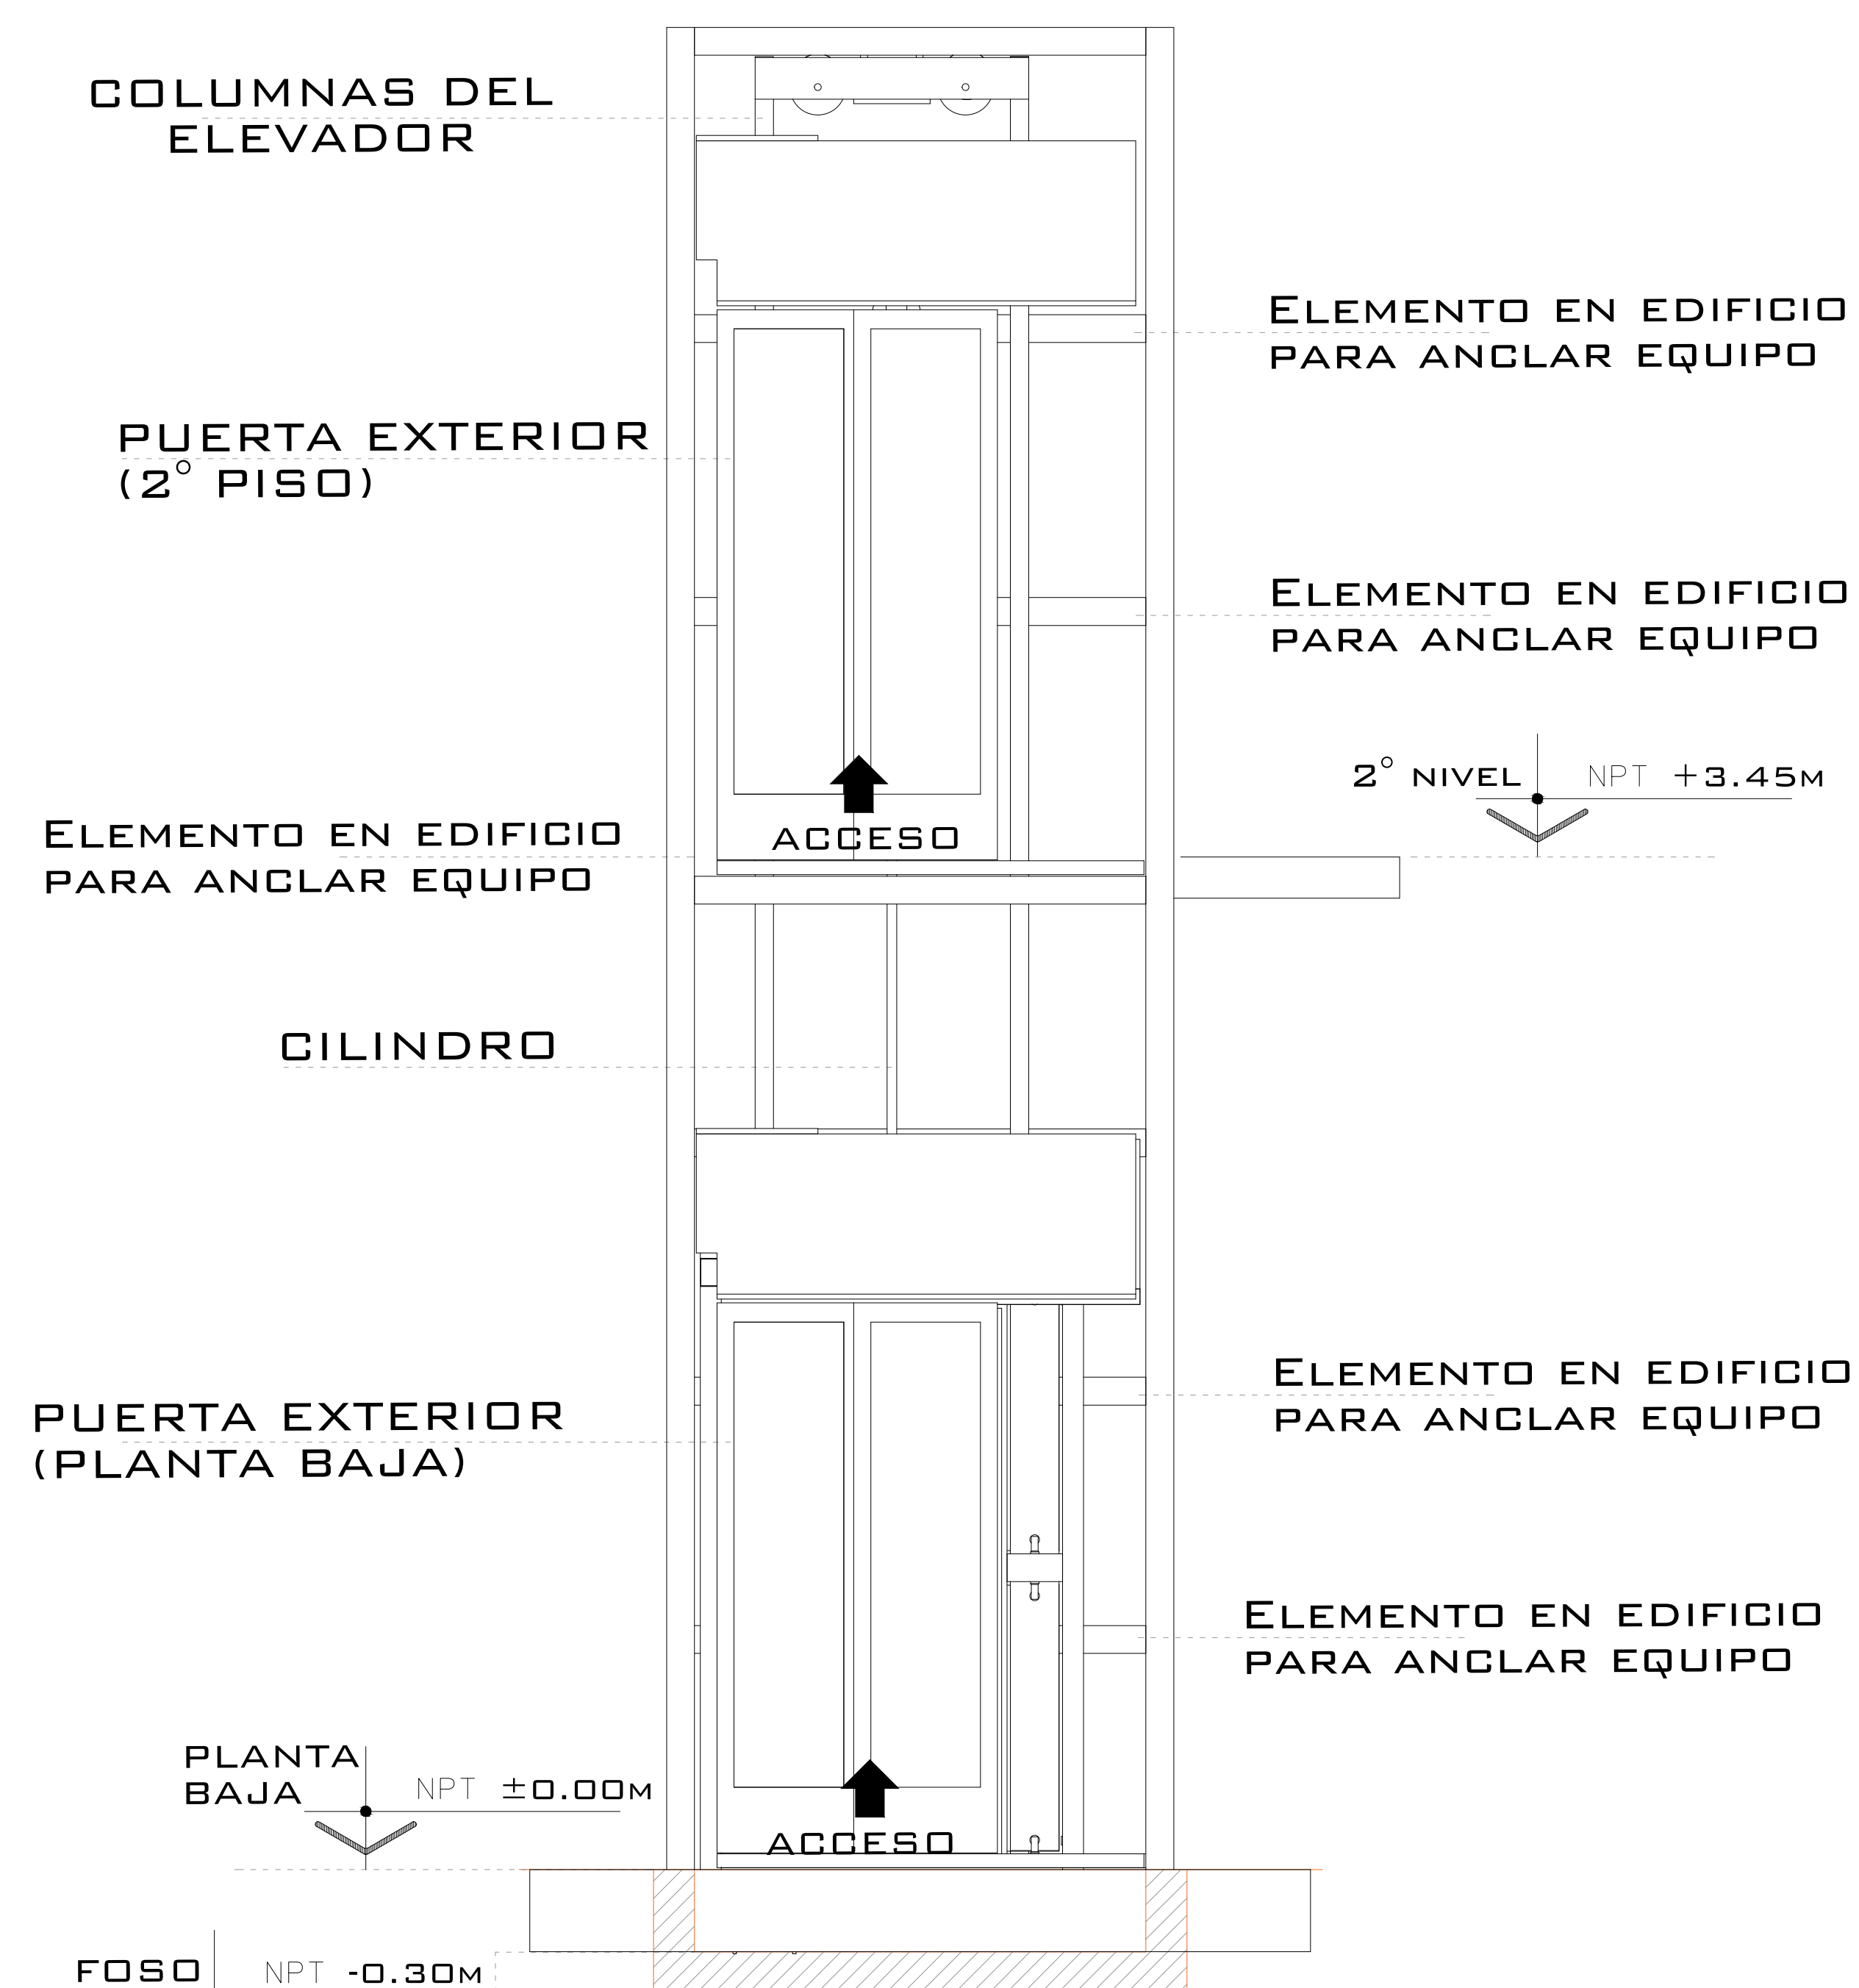 COLUMNAS DEL
ELEVADOR
ELEMENTO EN EDIFICIO
PARA ANCLAR EQUIPO
PUERTA EXTERIOR
(2° PISO)
ELEMENTO EN EDIFICIO
PARA ANCLAR EQUIPO
2° NIVEL NPT +3.45M
ACCESO
ELEMENTO EN EDIFICIO
PARA ANCLAR EQUIPO
CILINDRO
ELEMENTO EN EDIFICIO
PARA ANCLAR EQUIPO
PUERTA EXTERIOR
(PLANTA BAJA)
ELEMENTO EN EDIFICIO
PARA ANCLAR EQUIPO
PLANTA
BAJA NPT ±0.00M
ACCESO
FOSO NPT -0.30M